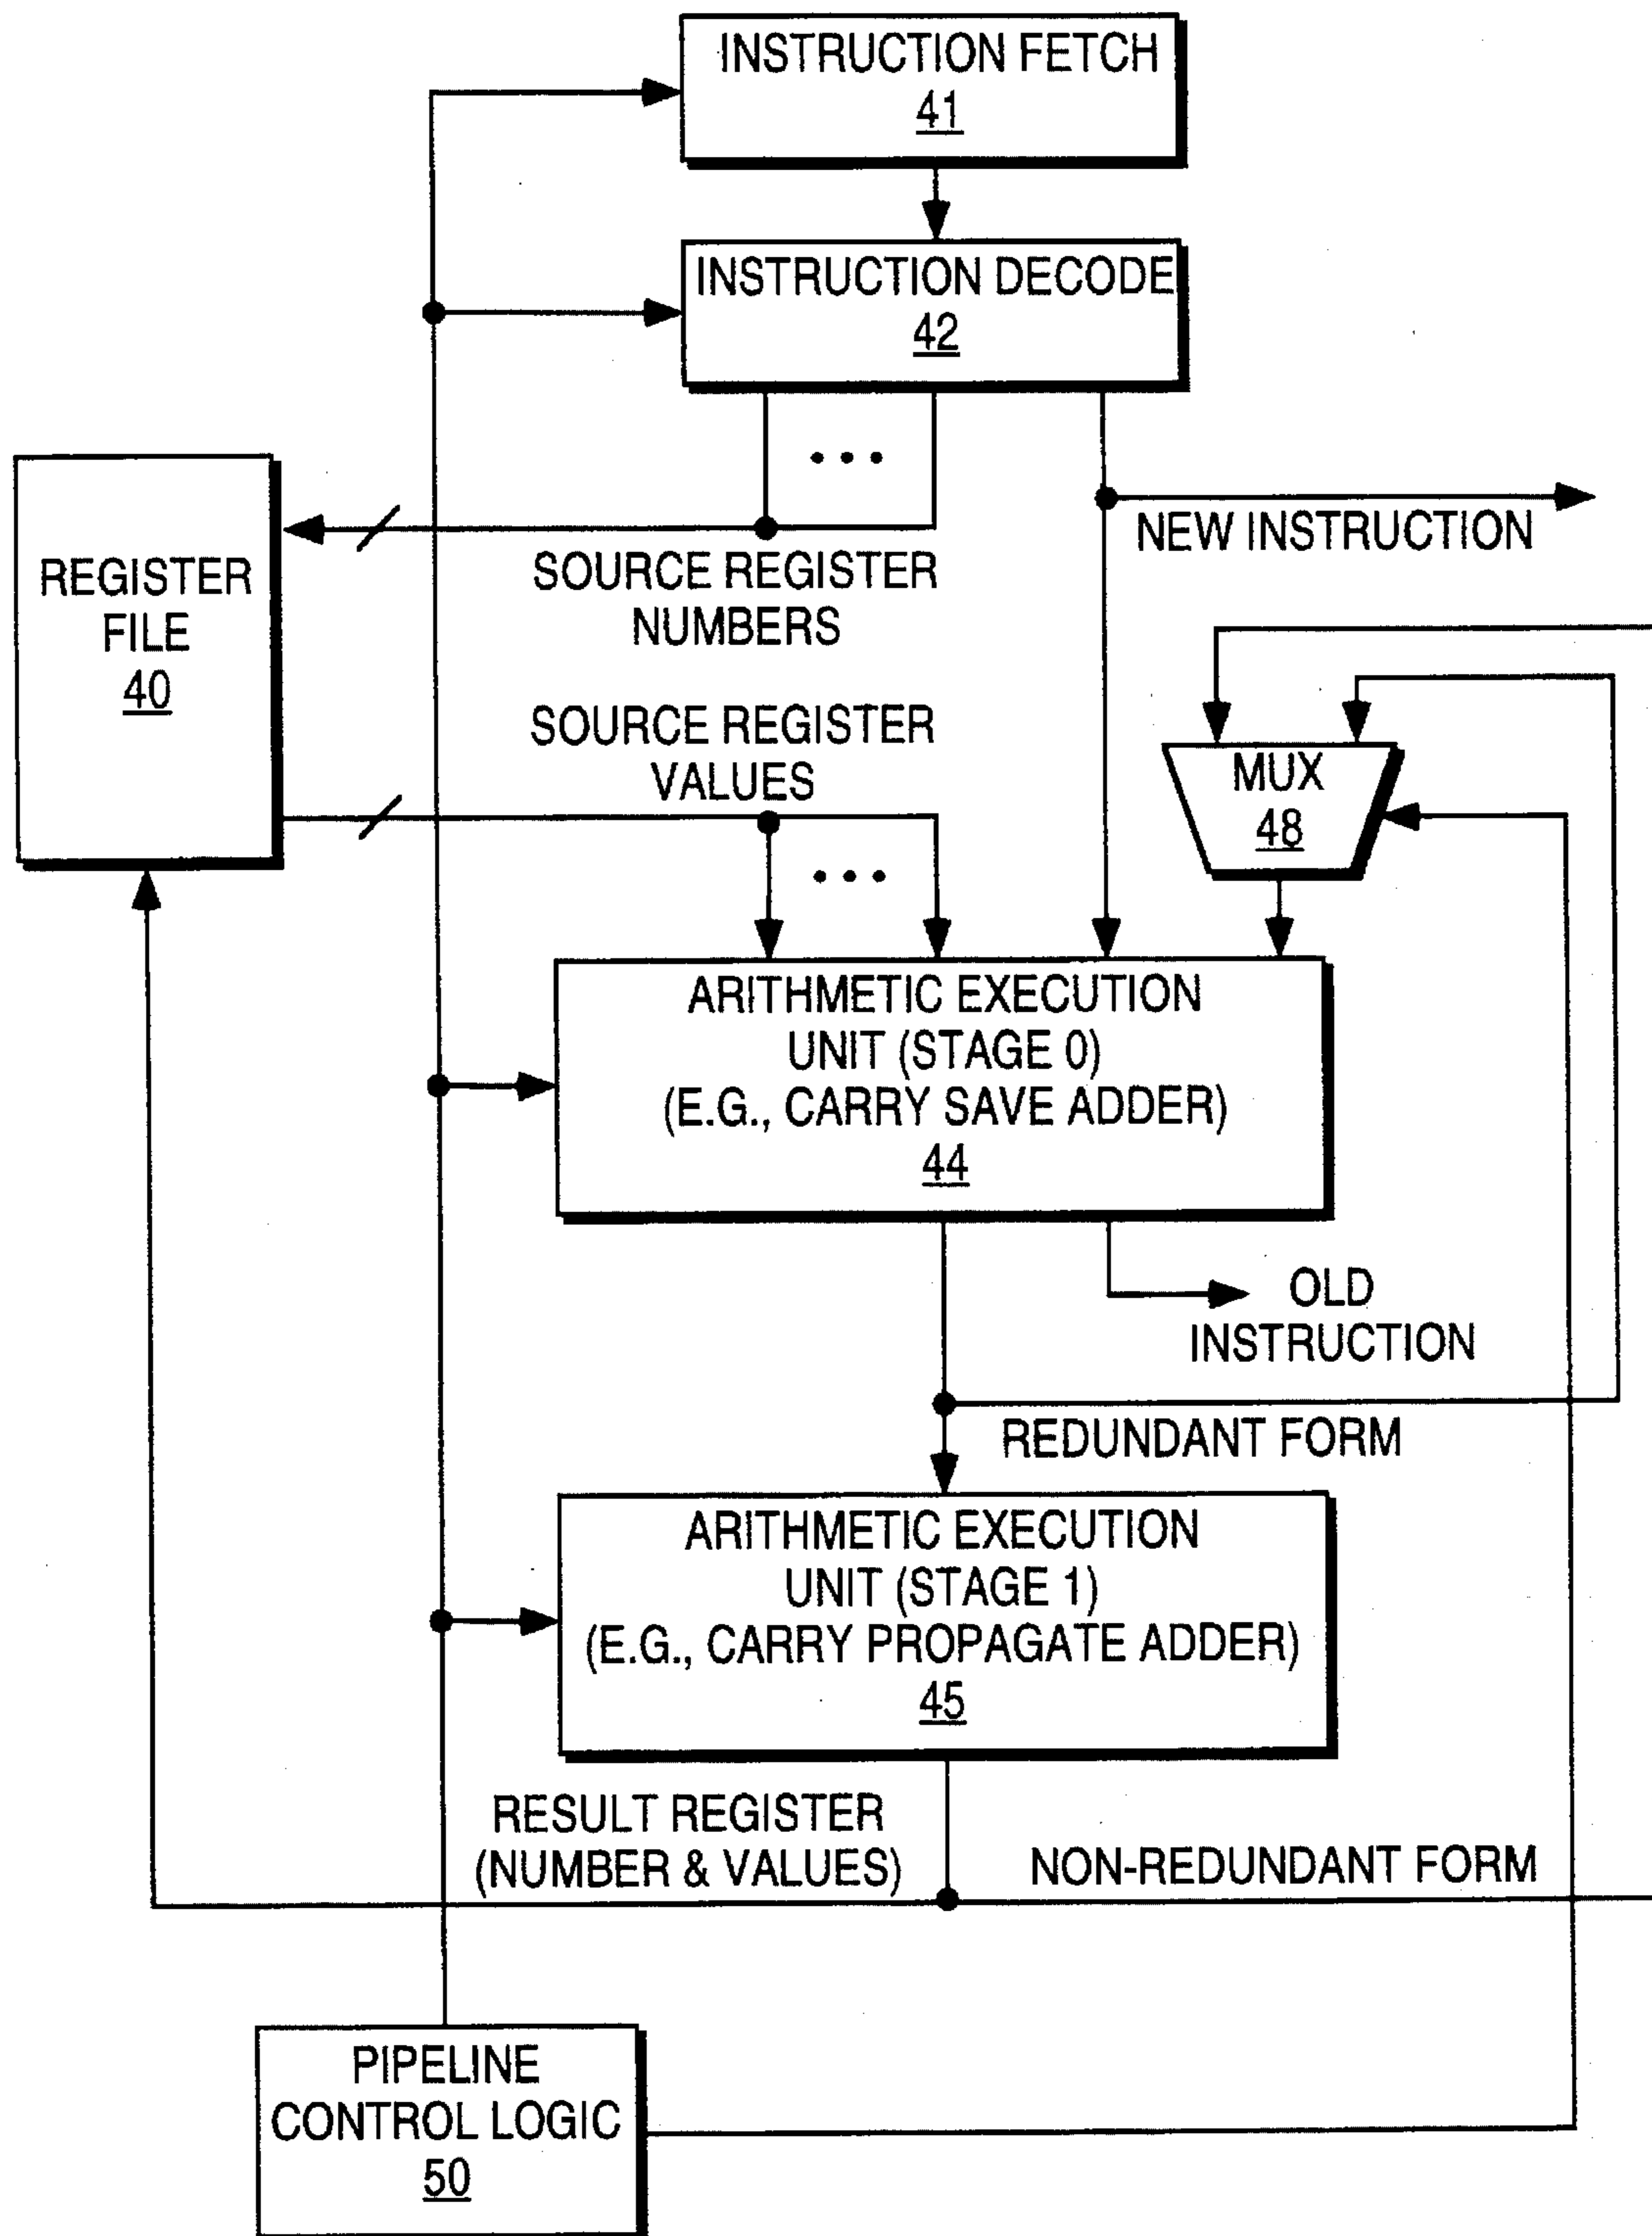 INSTRUCTION FETCH
41
INSTRUCTION DECODE
42
NEW INSTRUCTION
SOURCE REGISTER
NUMBERS
REGISTER
FILE
40
SOURCE REGISTER
VALUES
MUX
48
ARITHMETIC EXECUTION
UNIT (STAGE 0)
(E.G., CARRY SAVE ADDER)
44
OLD
INSTRUCTION
REDUNDANT FORM
ARITHMETIC EXECUTION
UNIT (STAGE 1)
(E.G., CARRY PROPAGATE ADDER)
45
RESULT REGISTER
(NUMBER & VALUES)
NON-REDUNDANT FORM
PIPELINE
CONTROL LOGIC
50